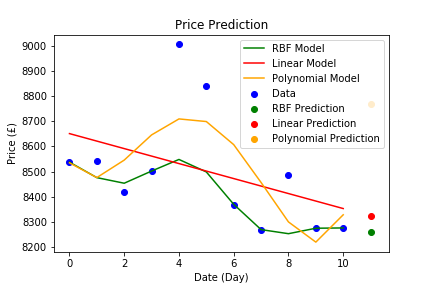 Price Prediction
9000
8900
8800
8700
8600
8500
8400
8300
8200
Price (£)
RBF Model
Linear Model
Polynomial Model
Data
RBF Prediction
Linear Prediction
Polynomial Prediction
0 2 4 6 8 10
Date (Day)